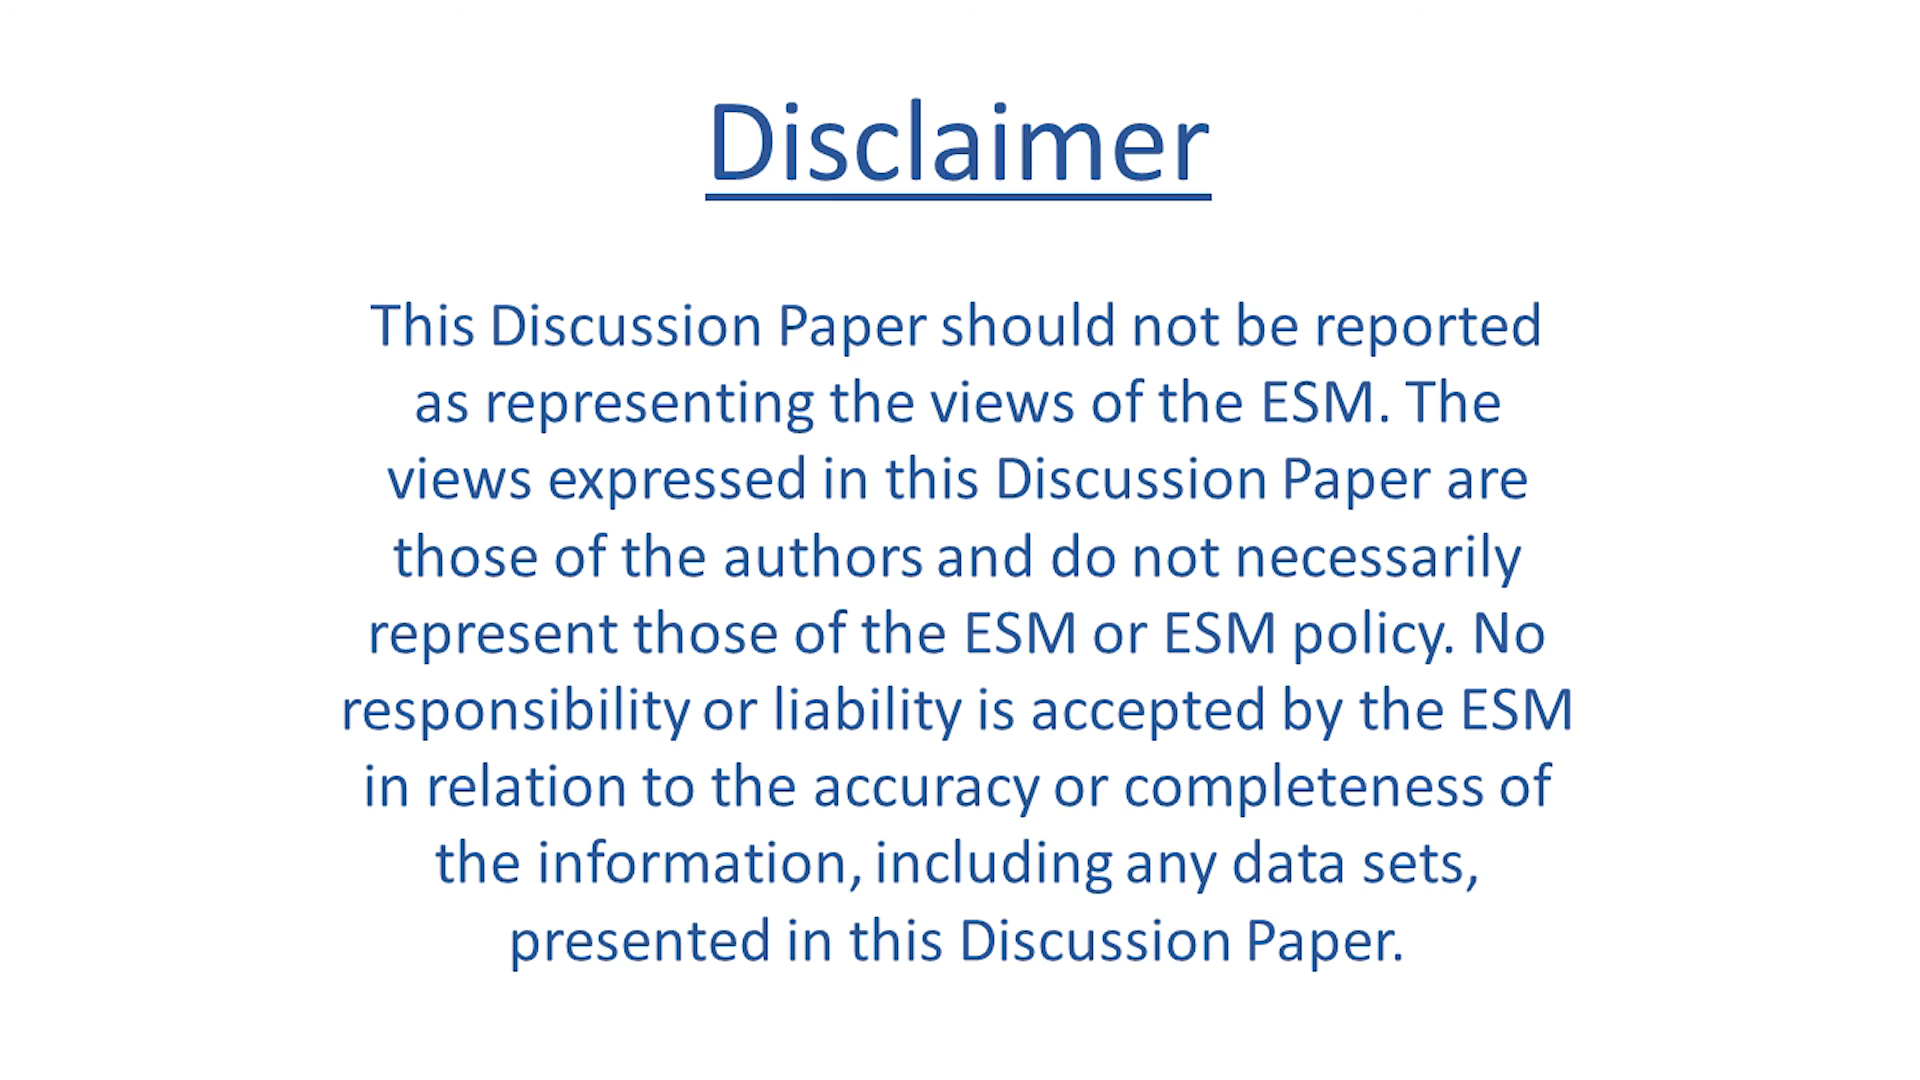 Disclaimer
This Discussion Paper should not be reported
as representing the views of the ESM. The
views expressed in this Discussion Paper are
those of the authors and do not necessarily
represent those of the ESM or ESM policy. No
responsibility or liability is accepted by the ESM
in relation to the accuracy or completeness of
the information, including any data sets,
presented in this Discussion Paper.